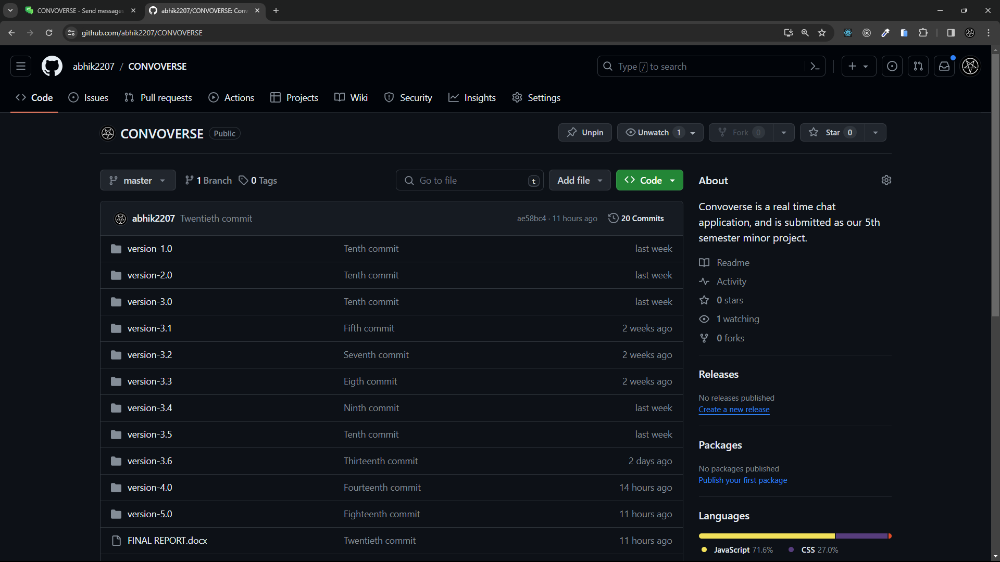 CONVOVERSE - Send messages
abhik2207/CONVOVERSE: Conv
github.com/abhik2207/CONVOVERSE
abhik2207 / CONVOVERSE
Type / to search
Code Issues Pull requests Actions Projects Wiki Security Insights Settings
CONVOVERSE Public
Unpin Unwatch 1 Fork 0 Star 0
master 1 Branch 0 Tags Go to file t Add file Code
abhik2207 Twentieth commit ae58bc4 · 11 hours ago 20 Commits
version-1.0 Tenth commit last week
version-2.0 Tenth commit last week
version-3.0 Tenth commit last week
version-3.1 Fifth commit 2 weeks ago
version-3.2 Seventh commit 2 weeks ago
version-3.3 Eigth commit 2 weeks ago
version-3.4 Ninth commit last week
version-3.5 Tenth commit last week
version-3.6 Thirteenth commit 2 days ago
version-4.0 Fourteenth commit 14 hours ago
version-5.0 Eighteenth commit 11 hours ago
FINAL REPORT.docx Twentieth commit 11 hours ago
About
Convoverse is a real time chat
application, and is submitted as our 5th
semester minor project.
Readme
Activity
0 stars
1 watching
0 forks
Releases
No releases published
Create a new release
Packages
No packages published
Publish your first package
Languages
JavaScript 71.6% CSS 27.0%